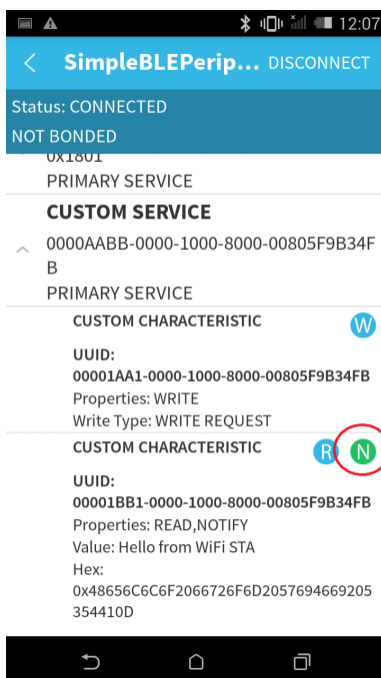 12:07
SimpleBLEPerip... DISCONNECT
Status: CONNECTED
NOT BONDED
0x1801
PRIMARY SERVICE
CUSTOM SERVICE
0000AABB-0000-1000-8000-00805F9B34F
B
PRIMARY SERVICE
CUSTOM CHARACTERISTIC W
UUID:
00001AA1-0000-1000-8000-00805F9B34FB
Properties: WRITE
Write Type: WRITE REQUEST
CUSTOM CHARACTERISTIC R N
UUID:
00001BB1-0000-1000-8000-00805F9B34FB
Properties: READ,NOTIFY
Value: Hello from WiFi STA
Hex:
0x48656C6C6F2066726F6D2057694669205
354410D